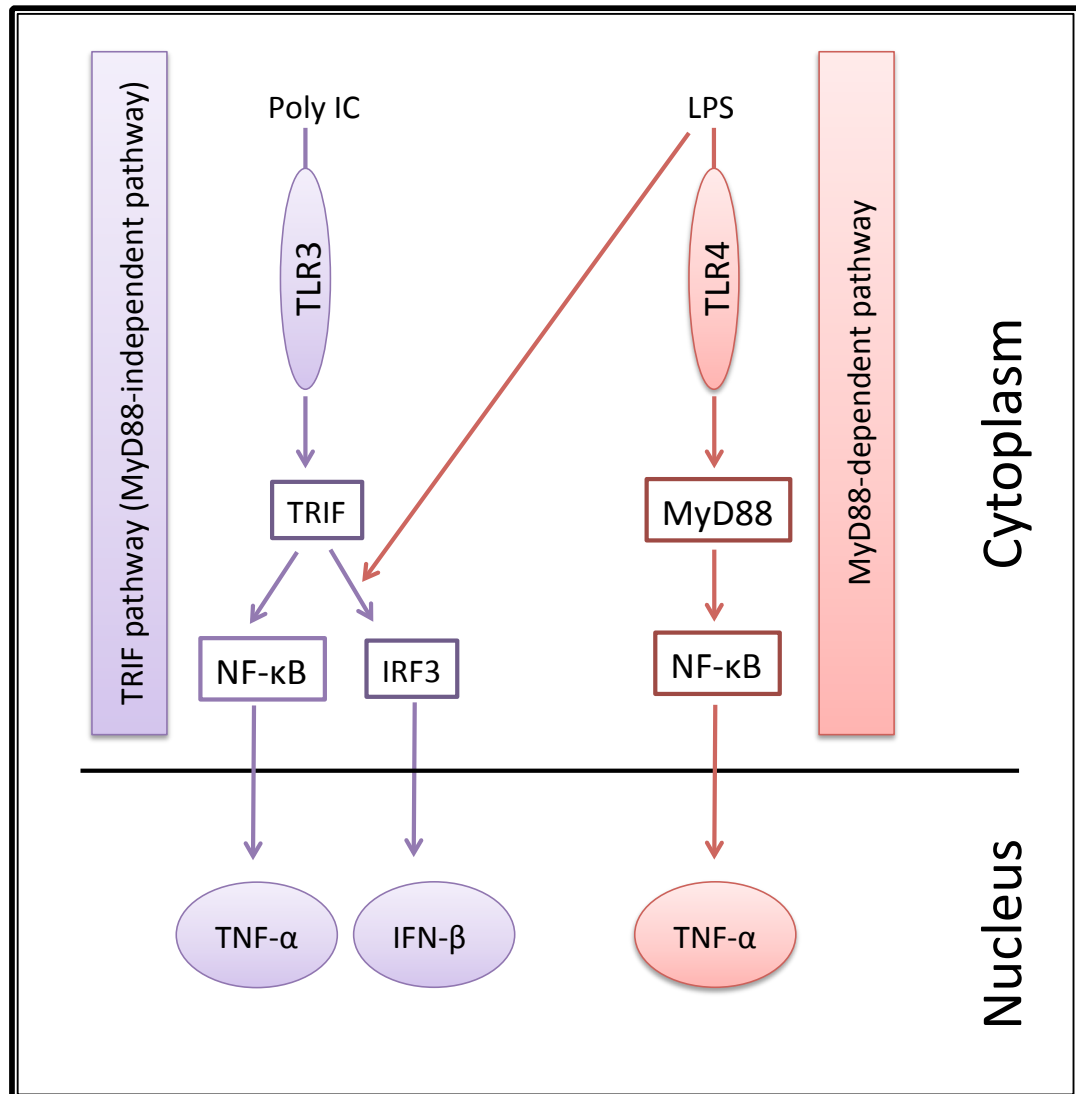 TRIF pathway (MyD88-independent pathway)
Poly IC
LPS
TLR3
TLR4
MyD88-dependent pathway
Cytoplasm
TRIF
MyD88
NF-κB
IRF3
NF-κB
TNF-α
IFN-β
TNF-α
Nucleus